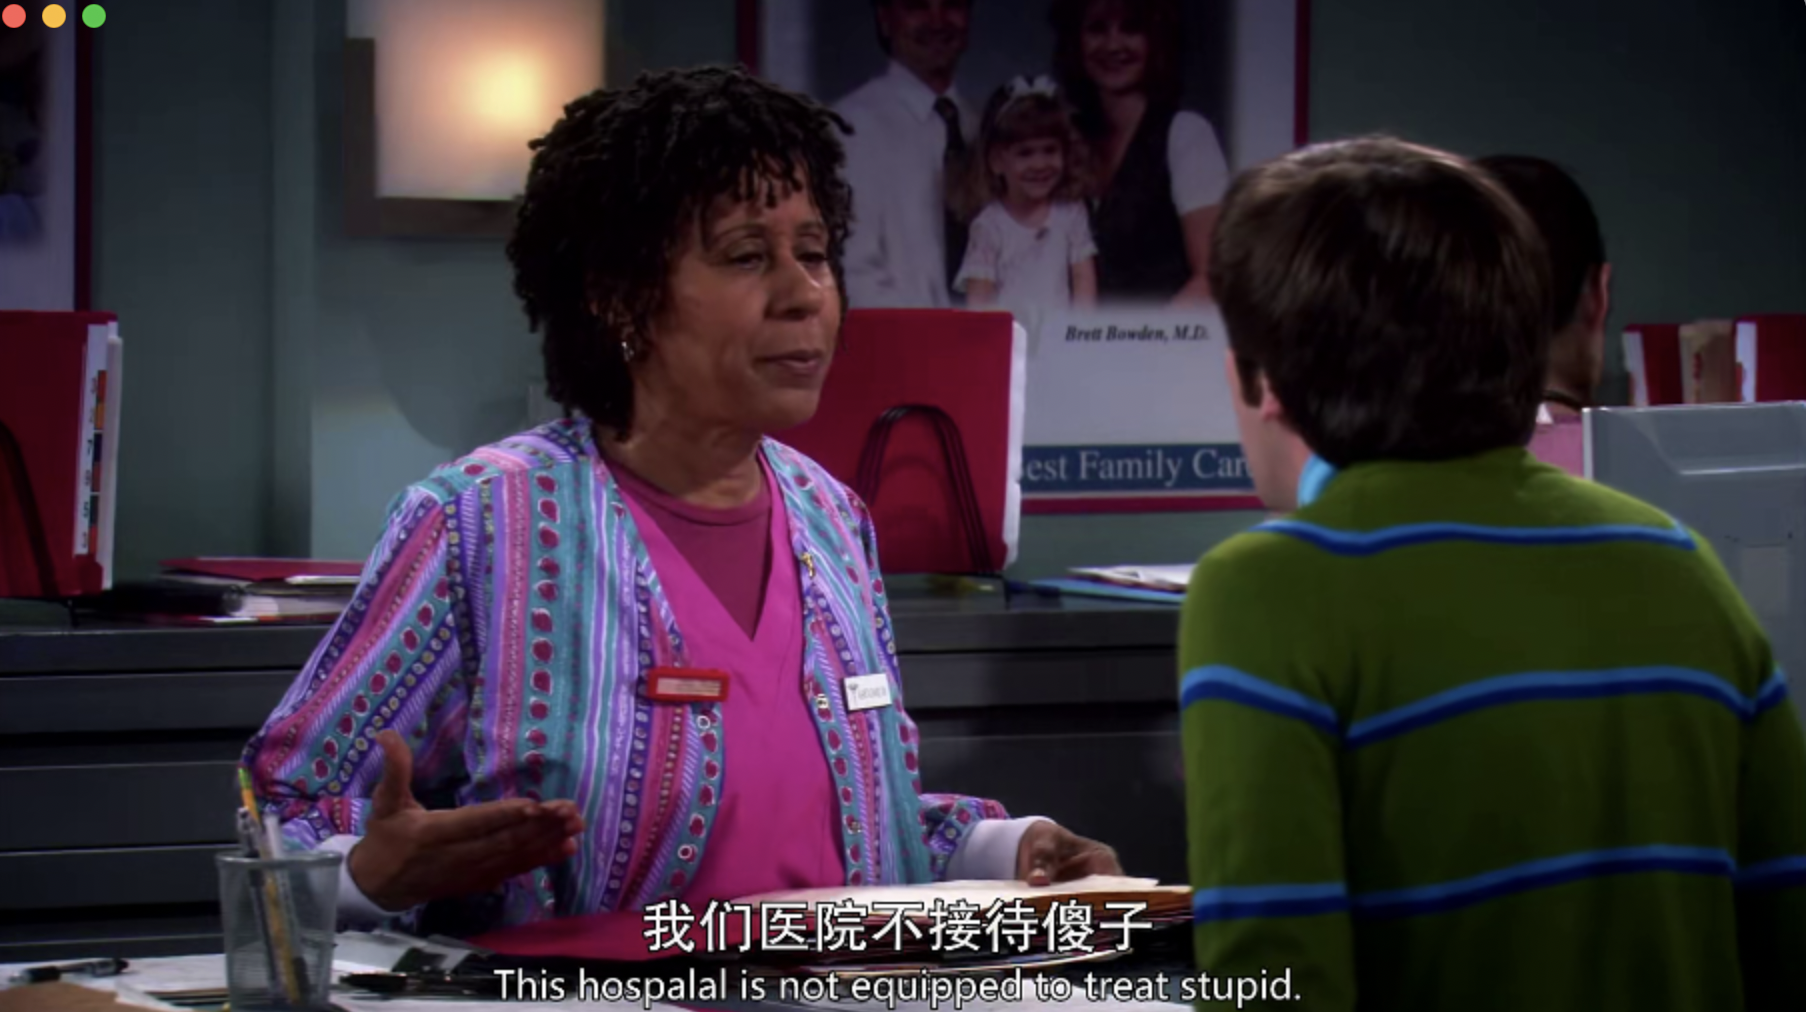 Brett Bowden, M.D.
est Family Car
我们医院不接待傻子
This hospalal is not equipped to treat stupid.